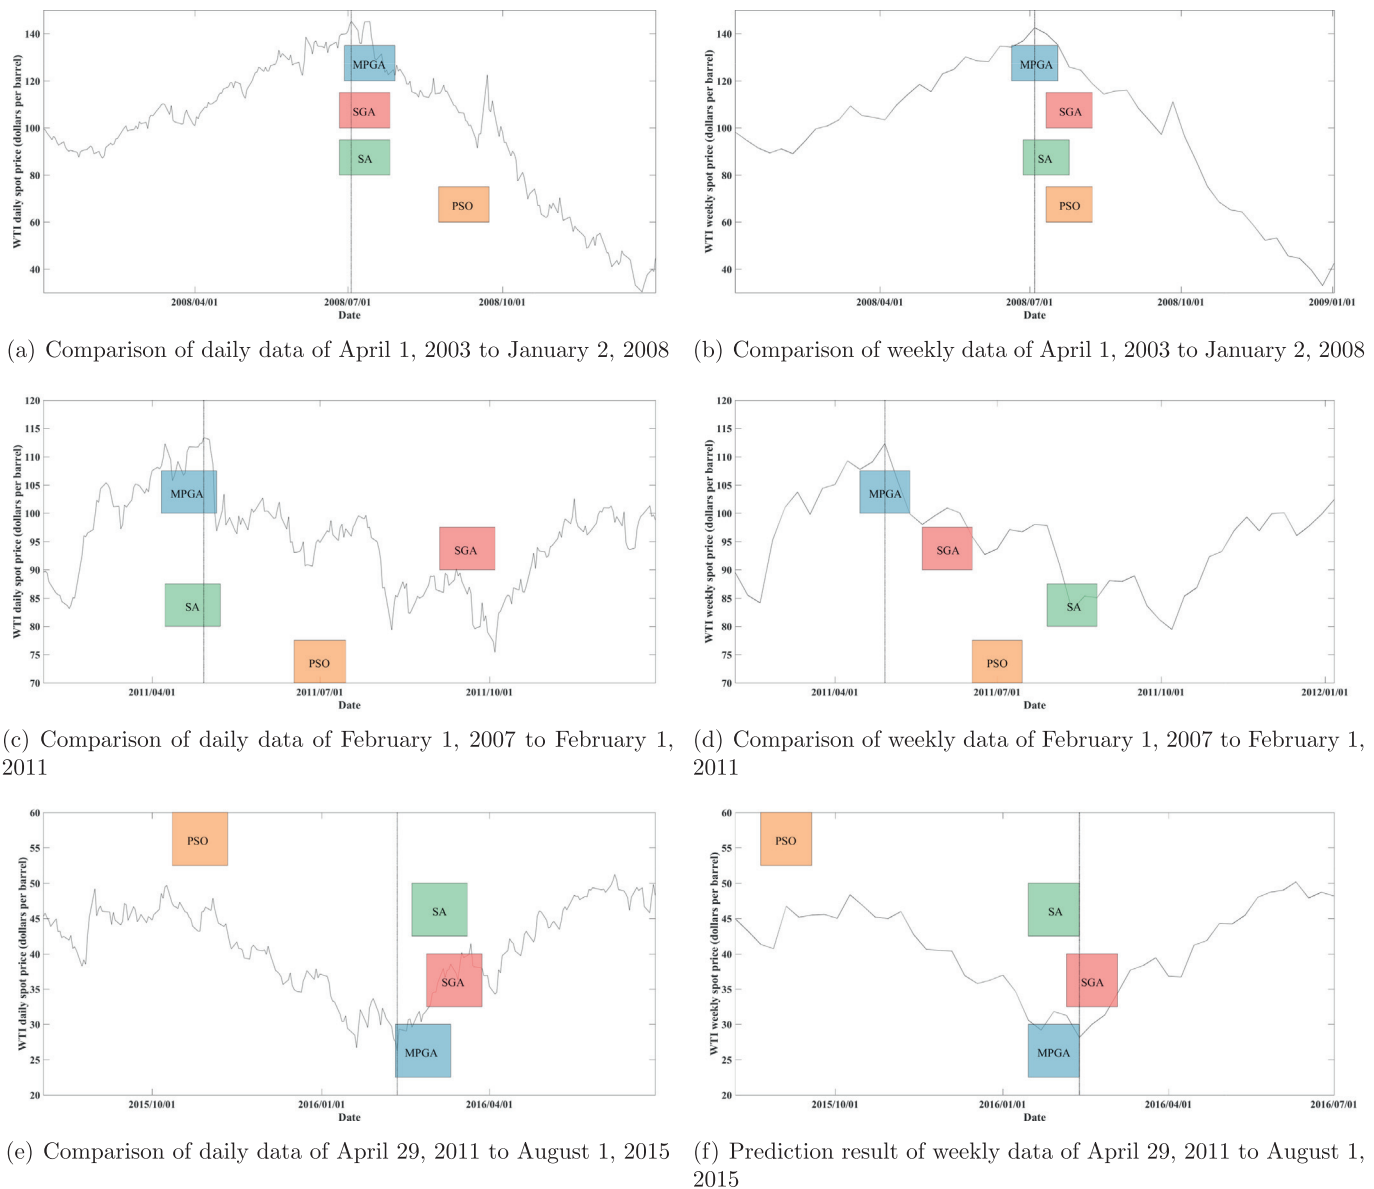 WTI daily spot price (dollars per barrel)
140
120
100
80
60
40
MPGA
SGA
SA
PSO
2008/04/01
2008/07/01
2008/10/01
Date
(a) Comparison of daily data of April 1, 2003 to January 2, 2008
WTI weekly spot price (dollars per barrel)
140
120
100
80
60
40
MPGA
SGA
SA
PSO
2008/04/01
2008/07/01
2008/10/01
2009/01/01
Date
(b) Comparison of weekly data of April 1, 2003 to January 2, 2008
WTI daily spot price (dollars per barrel)
120
115
110
105
100
95
90
85
80
75
70
MPGA
SGA
SA
PSO
2011/04/01
2011/07/01
2011/10/01
Date
(c) Comparison of daily data of February 1, 2007 to February 1,
2011
WTI weekly spot price (dollars per barrel)
120
115
110
105
100
95
90
85
80
75
70
MPGA
SGA
SA
PSO
2011/04/01
2011/07/01
2011/10/01
2012/01/01
Date
(d) Comparison of weekly data of February 1, 2007 to February 1,
2011
WTI daily spot price (dollars per barrel)
60
55
50
45
40
35
30
25
20
PSO
SA
SGA
MPGA
2015/10/01
2016/01/01
2016/04/01
Date
(e) Comparison of daily data of April 29, 2011 to August 1, 2015
WTI weekly spot price (dollars per barrel)
60
55
50
45
40
35
30
25
20
PSO
SA
SGA
MPGA
2015/10/01
2016/01/01
2016/04/01
2016/07/01
Date
(f) Prediction result of weekly data of April 29, 2011 to August 1,
2015